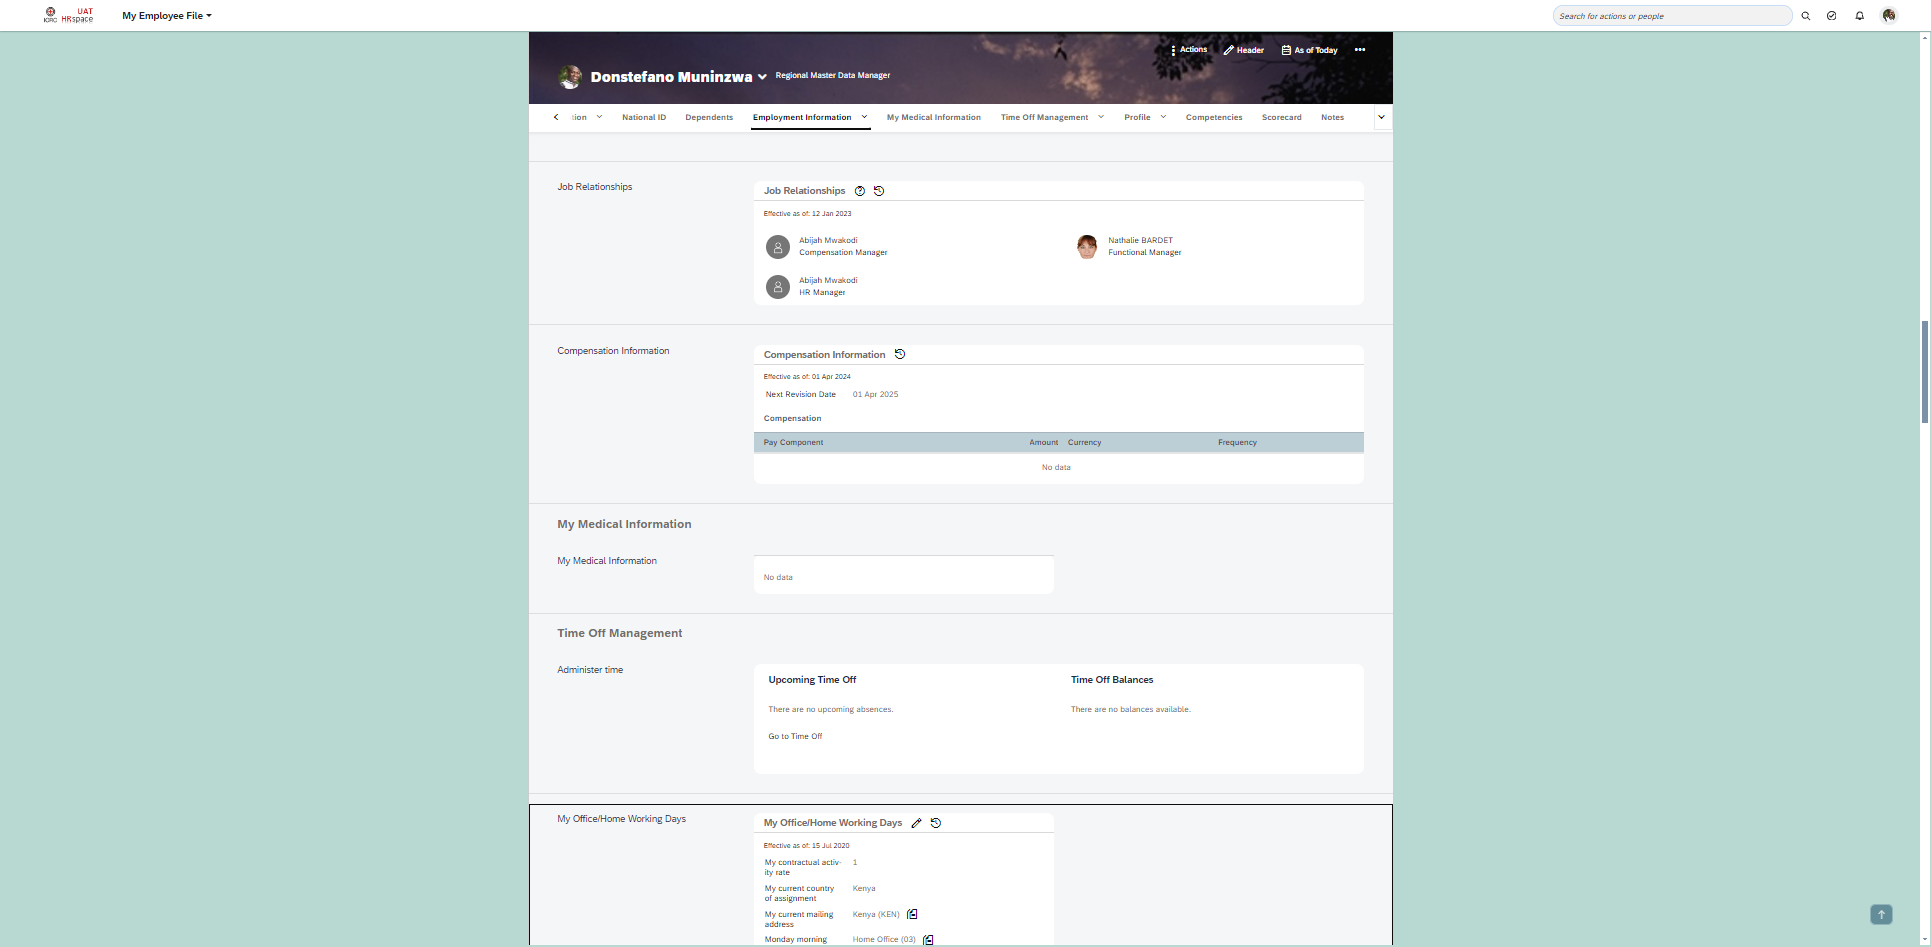 ICRC
UAT
HRspace
My Employee File
Search for actions or people
Actions
Header
As of Today
Donstefano Muninzwa
Regional Master Data Manager
tion
National ID
Dependents
Employment Information
My Medical Information
Time Off Management
Profile
Competencies
Scorecard
Notes
Job Relationships
Job Relationships
Effective as of: 12 Jan 2023
Abijah Mwakodi
Compensation Manager
Nathalie BARDET
Functional Manager
Abijah Mwakodi
HR Manager
Compensation Information
Compensation Information
Effective as of: 01 Apr 2024
Next Revision Date 01 Apr 2025
Compensation
Pay Component Amount Currency Frequency
No data
My Medical Information
My Medical Information
No data
Time Off Management
Administer time
Upcoming Time Off
Time Off Balances
There are no upcoming absences.
There are no balances available.
Go to Time Off
My Office/Home Working Days
My Office/Home Working Days
Effective as of: 15 Jul 2020
My contractual activ- 1
ity rate
My current country Kenya
of assignment
My current mailing Kenya (KEN)
address
Monday morning Home Office (03)